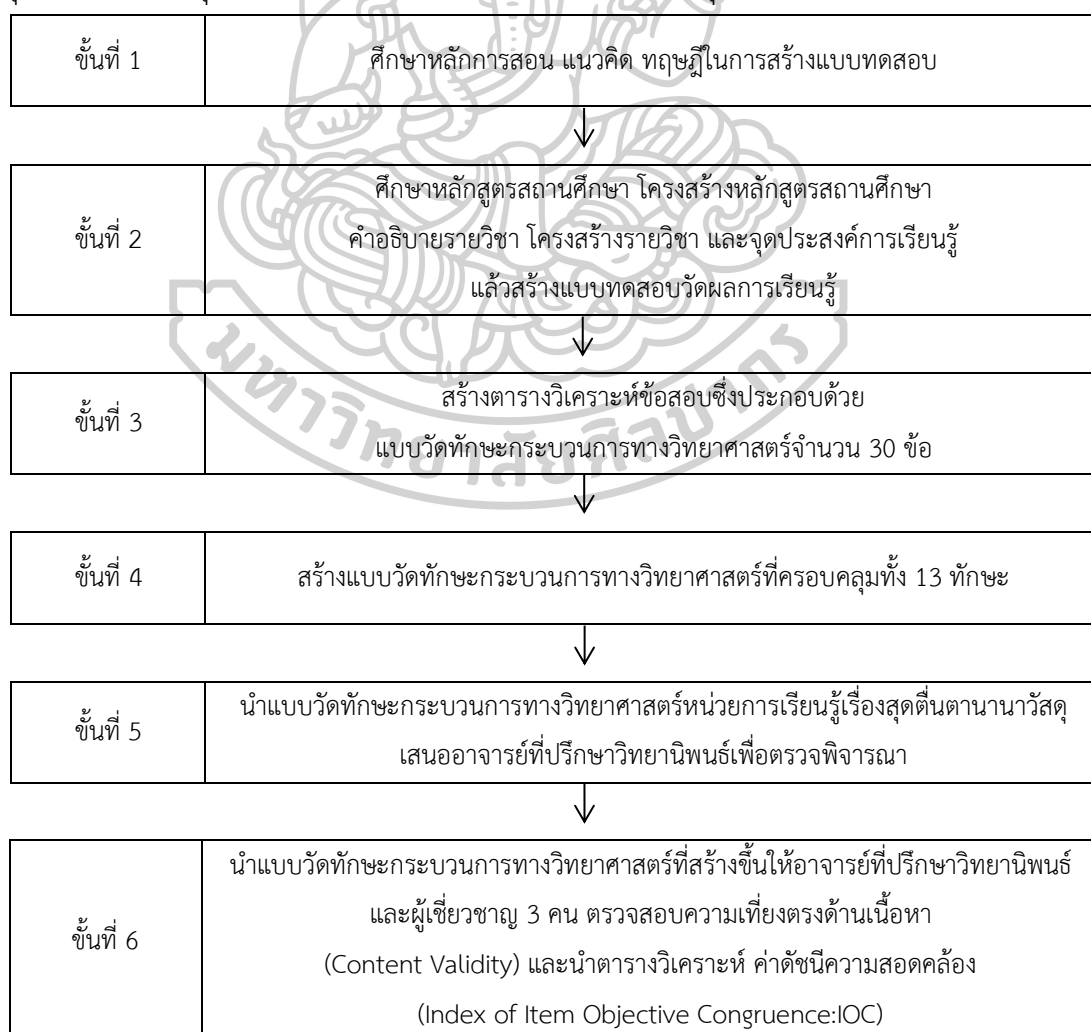 ขั้นที่ 1
ศึกษาหลักการสอน แนวคิด ทฤษฎีในการสร้างแบบทดสอบ
ขั้นที่ 2
ศึกษาหลักสูตรสถานศึกษา โครงสร้างหลักสูตรสถานศึกษา
คำอธิบายรายวิชา โครงสร้างรายวิชา และจุดประสงค์การเรียนรู้
แล้วสร้างแบบทดสอบวัดผลการเรียนรู้
ขั้นที่ 3
สร้างตารางวิเคราะห์ข้อสอบซึ่งประกอบด้วย
แบบวัดทักษะกระบวนการทางวิทยาศาสตร์จำนวน 30 ข้อ
มหาวิทยาลัยศิลปากร
ขั้นที่ 4
สร้างแบบวัดทักษะกระบวนการทางวิทยาศาสตร์ที่ครอบคลุมทั้ง 13 ทักษะ
ขั้นที่ 5
นำแบบวัดทักษะกระบวนการทางวิทยาศาสตร์หน่วยการเรียนรู้เรื่องสุดตื่นตานานาวัสดุ
เสนออาจารย์ที่ปรึกษาวิทยานิพนธ์เพื่อตรวจพิจารณา
ขั้นที่ 6
นำแบบวัดทักษะกระบวนการทางวิทยาศาสตร์ที่สร้างขึ้นให้อาจารย์ที่ปรึกษาวิทยานิพนธ์
และผู้เชี่ยวชาญ 3 คน ตรวจสอบความเที่ยงตรงด้านเนื้อหา
(Content Validity) และนำตารางวิเคราะห์ ค่าดัชนีความสอดคล้อง
(Index of Item Objective Congruence:IOC)